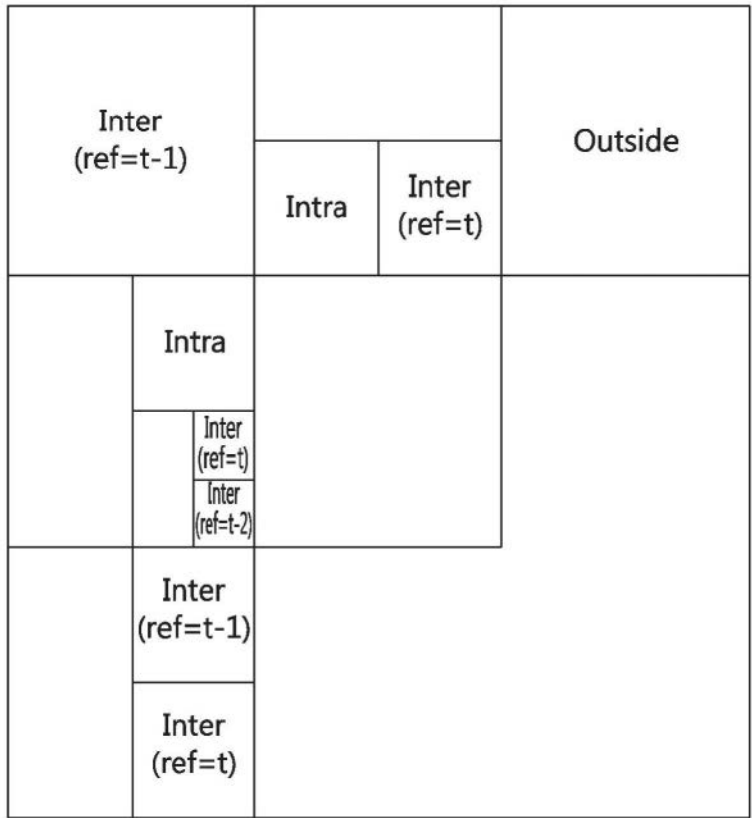 Inter
(ref=t-1)
Outside
Intra
Inter
(ref=t)
Intra
Inter
(ref=t)
Inter
(ref=t-2)
Inter
(ref=t-1)
Inter
(ref=t)